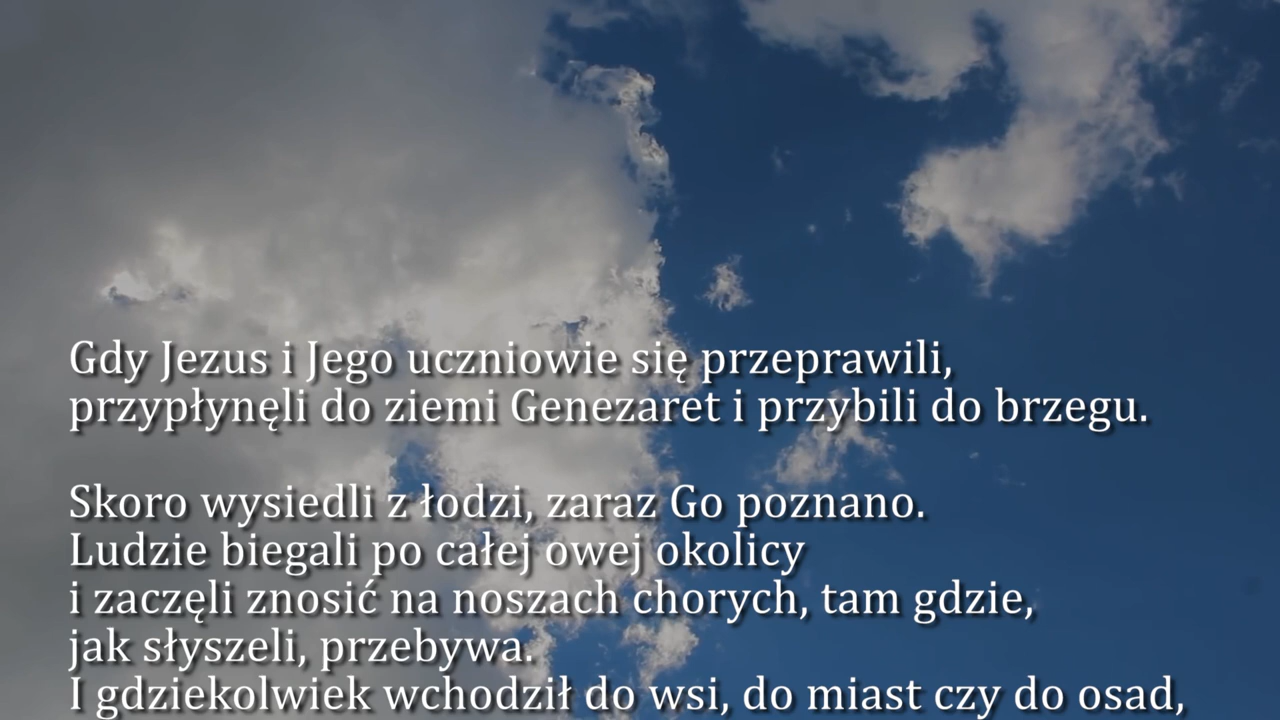 Gdy Jezus i Jego uczniowie się przeprawili,
przypłynęli do ziemi Genezaret i przybili do brzegu.
Skoro wysiedli z łodzi, zaraz Go poznano.
Ludzie biegali po całej owej okolicy
i zaczęli znosić na noszach chorych, tam gdzie,
jak słyszeli, przebywa.
I gdziekolwiek wchodził do wsi, do miast czy do osad,